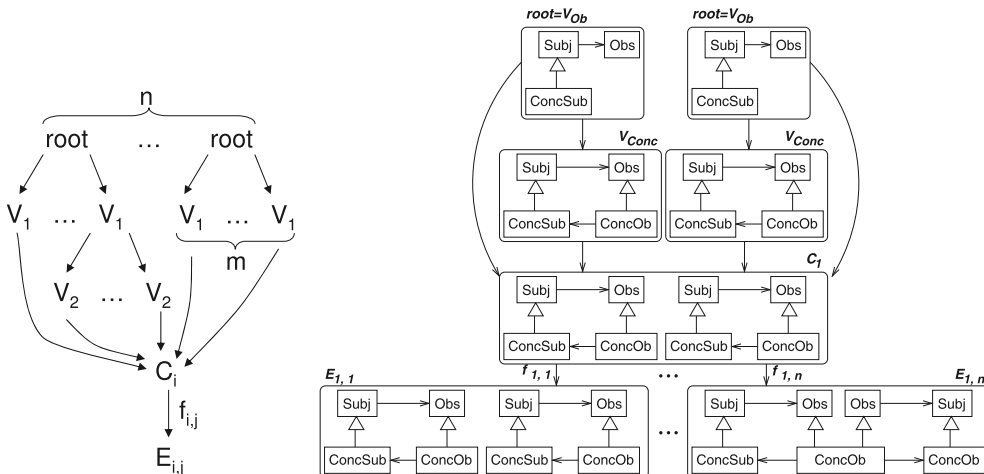 n
root ... root
V1 ... V1 V1 ... V1
m
V2 ... V2
Ci
fi,j
Ei,j
root=VOb root=VOb
Subj Obs Subj Obs
ConcSub ConcSub
VConc VConc
Subj Obs Subj Obs
ConcSub ConcOb ConcSub ConcOb
C1
Subj Obs Subj Obs
ConcSub ConcOb ConcSub ConcOb
E1, 1 f1, 1 ... f1, n E1, n
Subj Obs Subj Obs ... Subj Obs Obs Subj
ConcSub ConcOb ConcSub ConcOb ConcSub ConcOb ConcOb